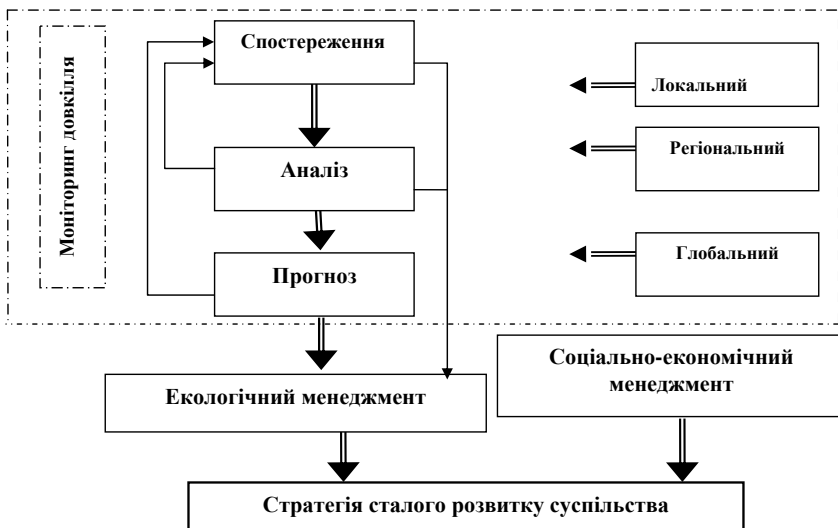 Моніторинг довкілля
Спостереження
Аналіз
Прогноз
Локальний
Регіональний
Глобальний
Екологічний менеджмент
Соціально-економічний
менеджмент
Стратегія сталого розвитку суспільства